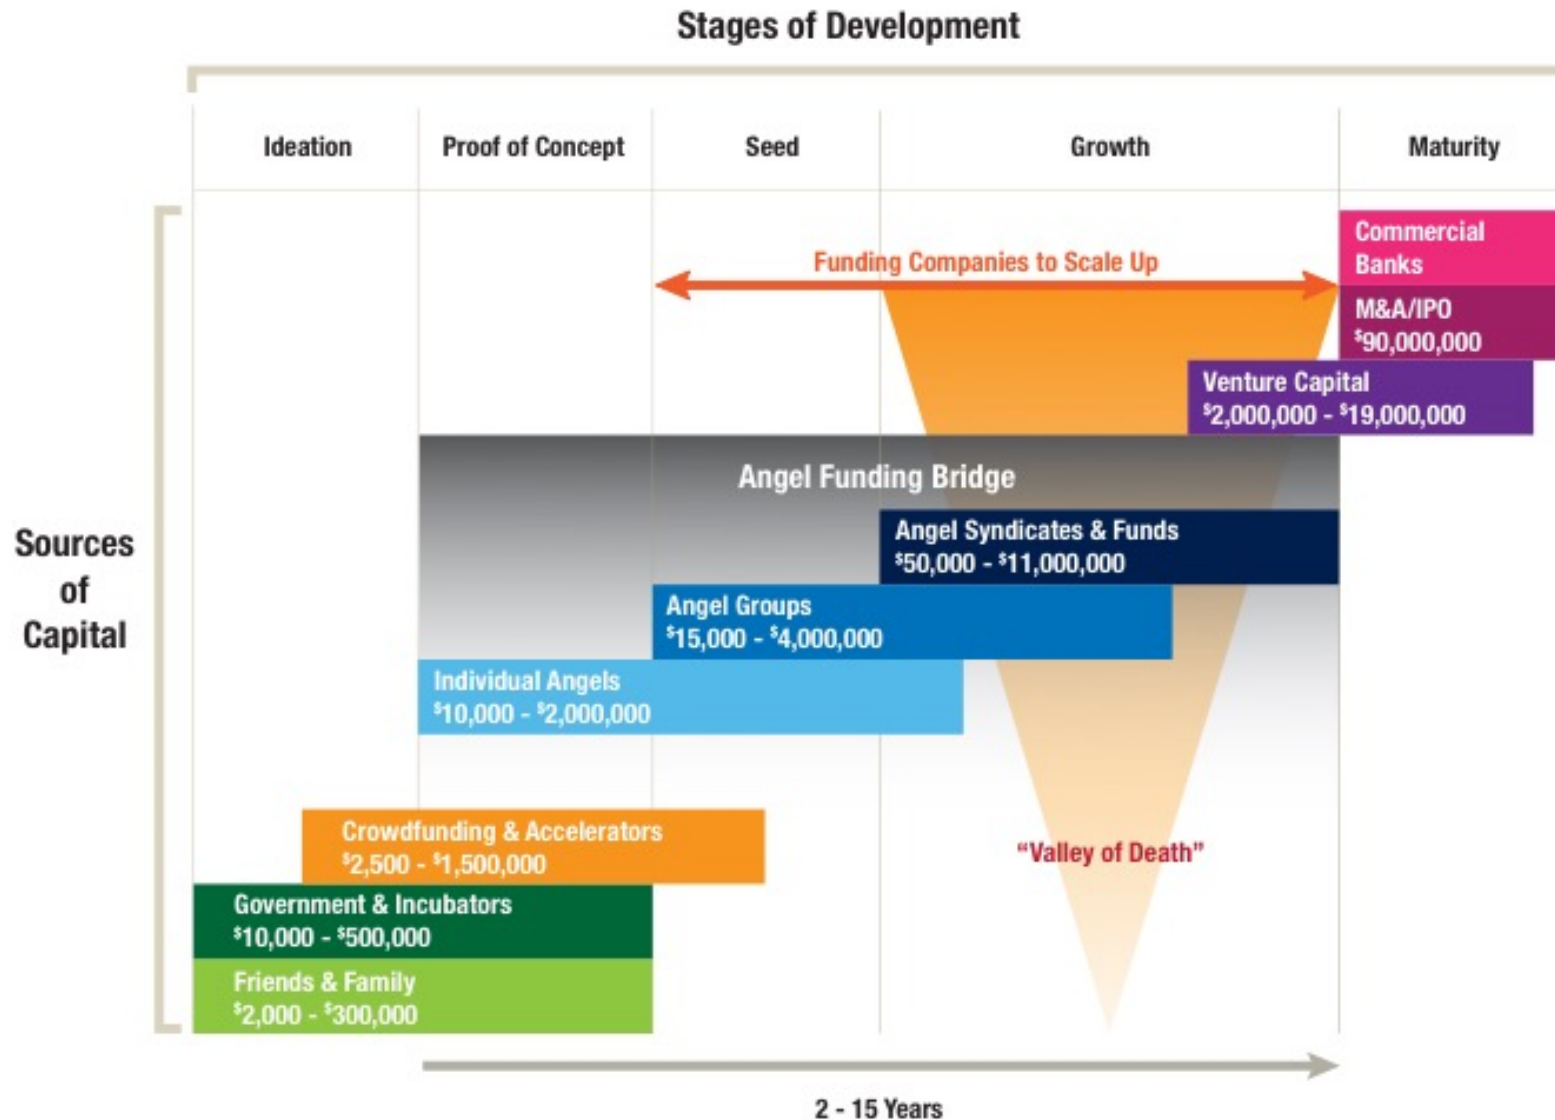 Stages of Development
Ideation
Proof of Concept
Seed
Growth
Maturity
Sources
of
Capital
Funding Companies to Scale Up
Commercial
Banks
M&A/IPO
$90,000,000
Venture Capital
$2,000,000 - $19,000,000
Angel Funding Bridge
Angel Syndicates & Funds
$50,000 - $11,000,000
Angel Groups
$15,000 - $4,000,000
Individual Angels
$10,000 - $2,000,000
Crowdfunding & Accelerators
$2,500 - $1,500,000
"Valley of Death"
Government & Incubators
$10,000 - $500,000
Friends & Family
$2,000 - $300,000
2 - 15 Years